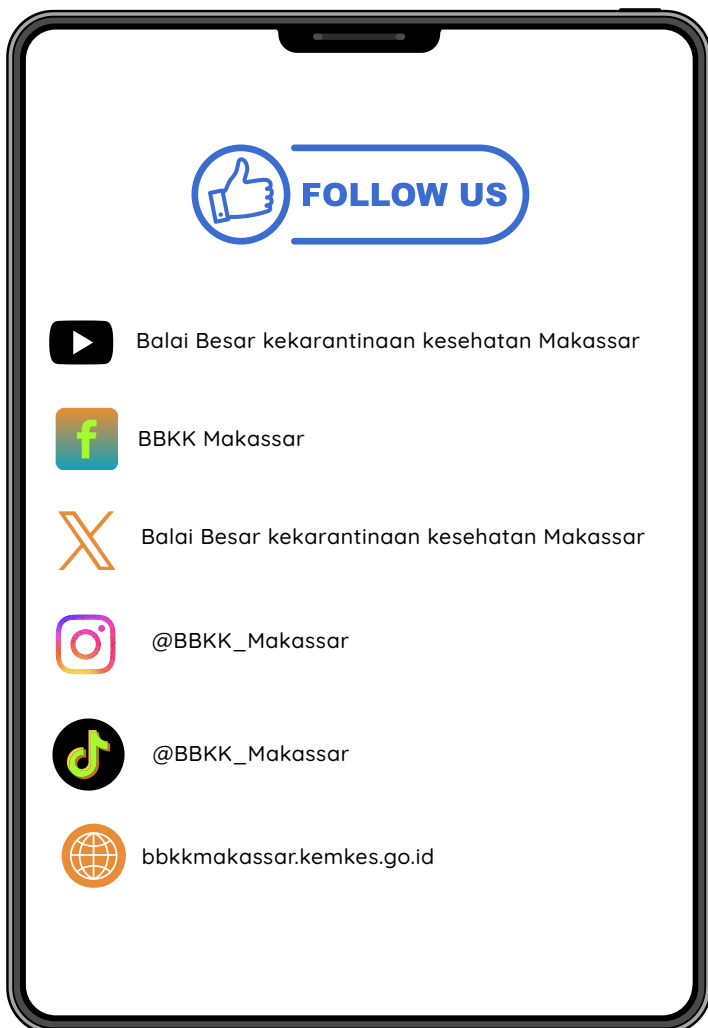 FOLLOW US
Balai Besar kekarantinaan kesehatan Makassar
BBKK Makassar
Balai Besar kekarantinaan kesehatan Makassar
@BBKK_Makassar
@BBKK_Makassar
bbkkmakassar.kemkes.go.id